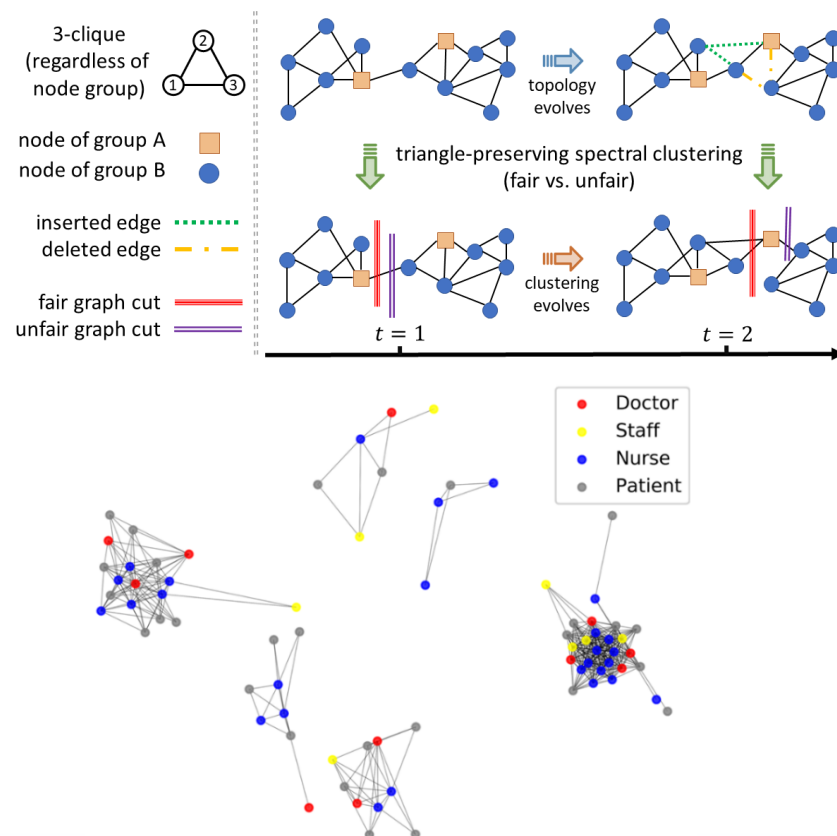 3-clique
(regardless of
node group)
2
1
3
node of group A
node of group B
inserted edge
deleted edge
fair graph cut
unfair graph cut
topology
evolves
triangle-preserving spectral clustering
(fair vs. unfair)
clustering
evolves
t = 1
t = 2
Doctor
Staff
Nurse
Patient